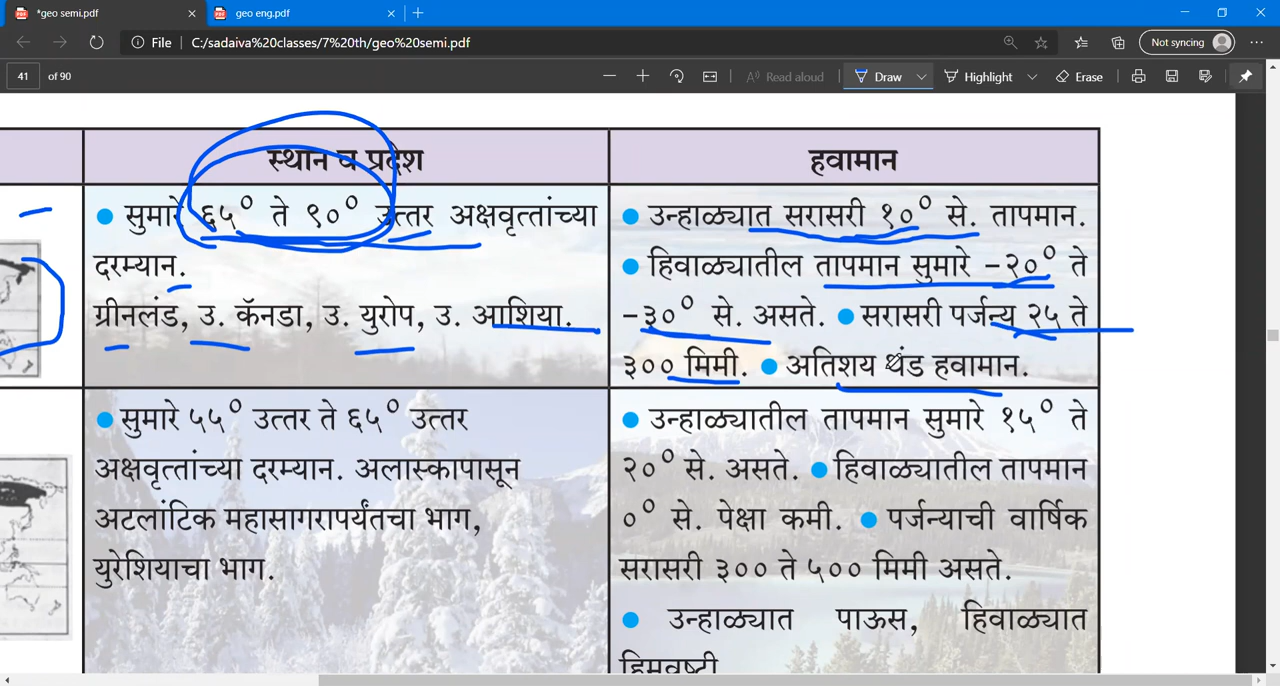 *geo semi.pdf
geo eng.pdf
File
C:/sadaiva%20classes/7%20th/geo%20semi.pdf
Not syncing
41 of 90
Read aloud
Draw
Highlight
Erase
स्थान व प्रदेश
सुमारे ६५° ते ९०° उत्तर अक्षवृत्तांच्या
दरम्यान.
ग्रीनलंड, उ. कॅनडा, उ. युरोप, उ. आशिया.
हवामान
उन्हाळ्यात सरासरी १०° से. तापमान.
हिवाळ्यातील तापमान सुमारे -२०° ते
-३०° से. असते. ● सरासरी पर्जन्य २५ ते
३०० मिमी. ● अतिशय थंड हवामान.
सुमारे ५५° उत्तर ते ६५° उत्तर
अक्षवृत्तांच्या दरम्यान. अलास्कापासून
अटलांटिक महासागरापर्यंतचा भाग,
युरेशियाचा भाग.
उन्हाळ्यातील तापमान सुमारे १५° ते
२०° से. असते. ● हिवाळ्यातील तापमान
०° से. पेक्षा कमी. ● पर्जन्याची वार्षिक
सरासरी ३०० ते ५०० मिमी असते.
● उन्हाळ्यात पाऊस, हिवाळ्यात
हिमवृष्टी